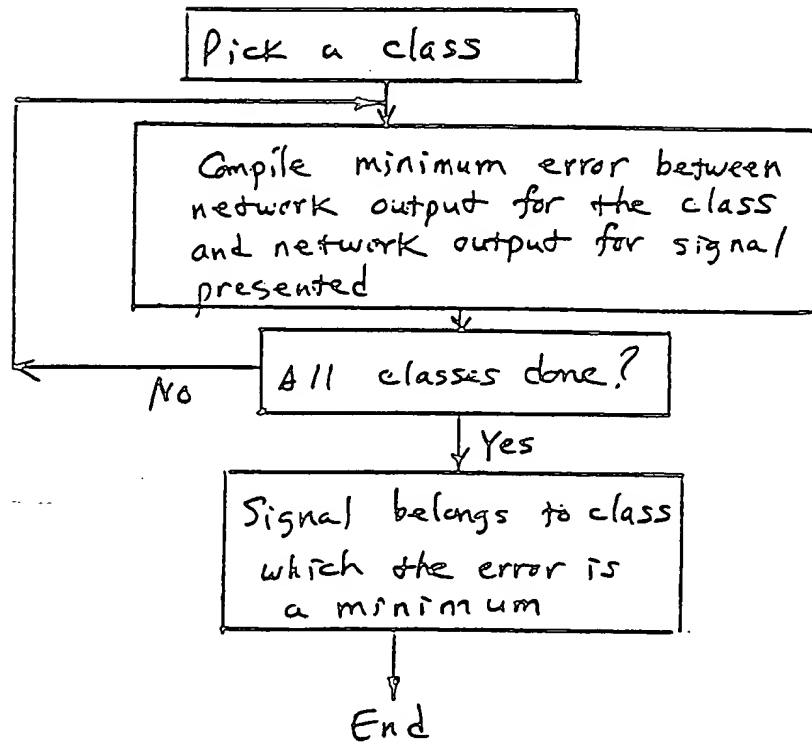 Pick a class
Compile minimum error between
network output for the class
and network output for signal
presented
All classes done?
No
Yes
Signal belongs to class
which the error is
a minimum
End